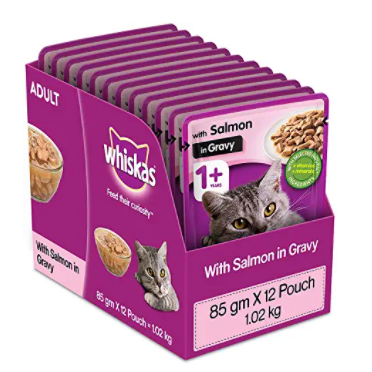 ADULT
whiskas
Feed their curiosity™
With Salmon in
Gravy
85 gm X 12 Pouch =
1.02 kg
with Salmon
in Gravy
1+
YEARS
With Salmon in Gravy
85 gm X 12 Pouch
1.02 kg